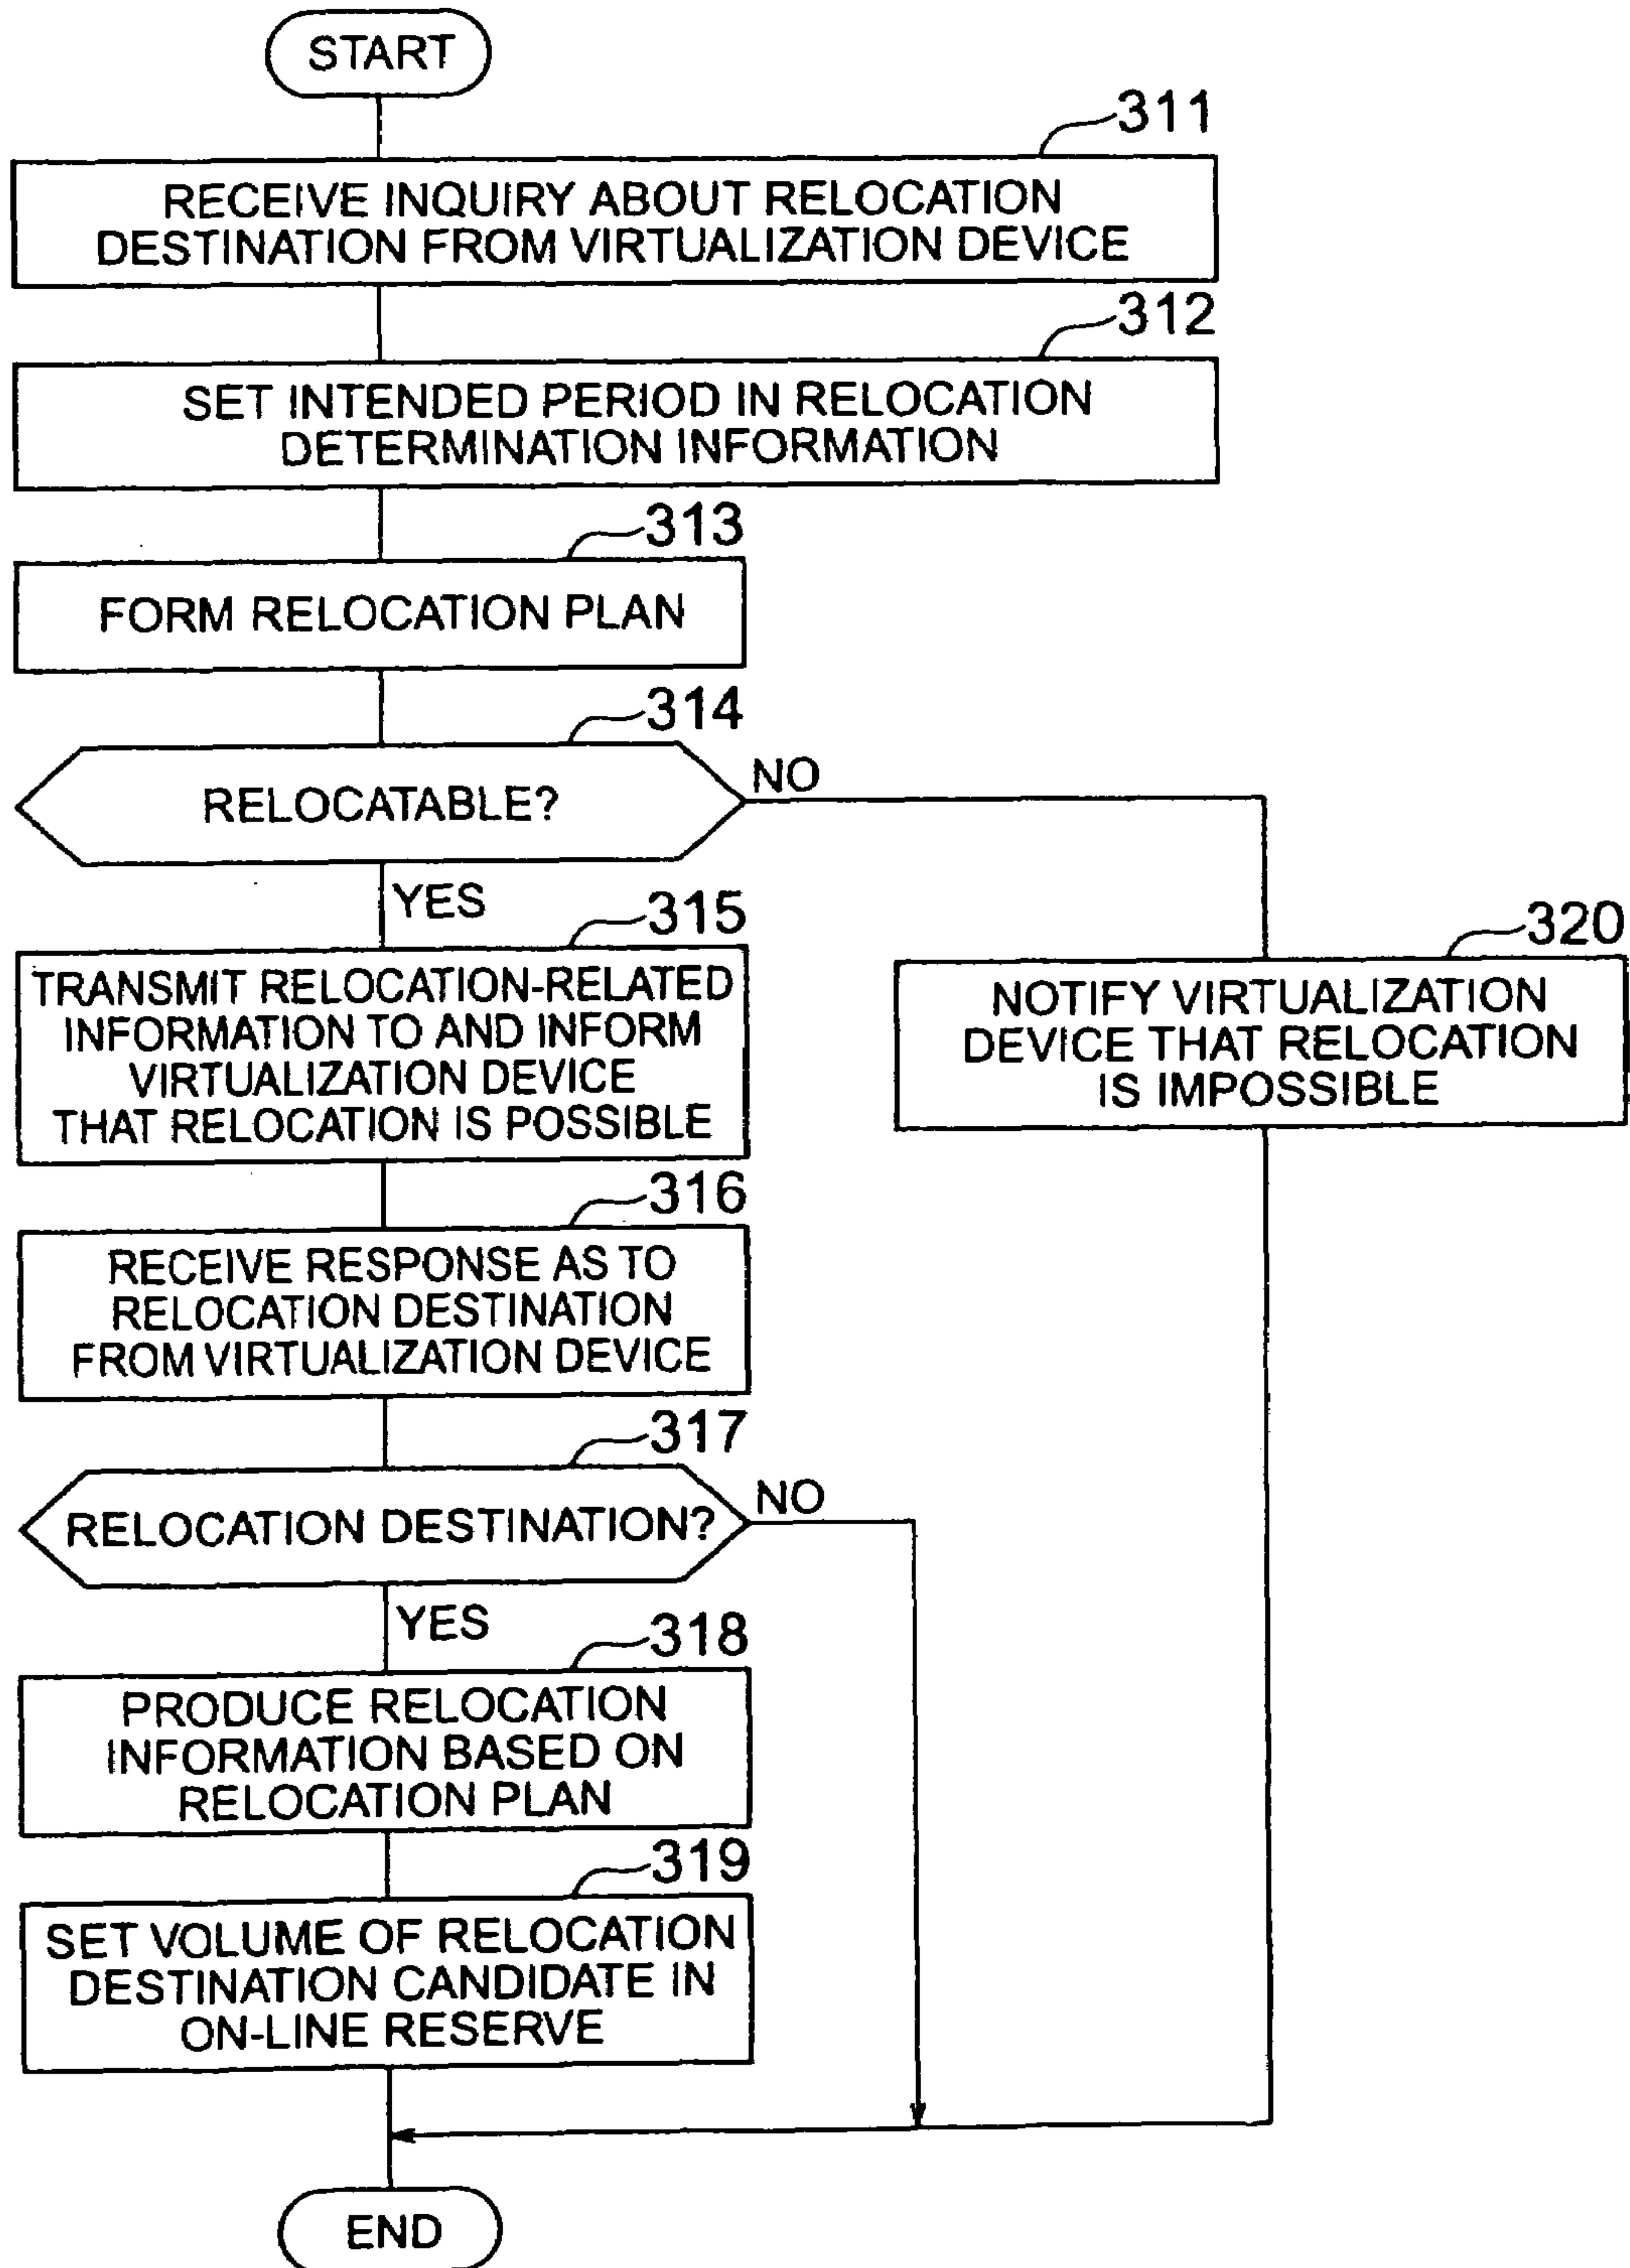 START
311
RECEIVE INQUIRY ABOUT RELOCATION
DESTINATION FROM VIRTUALIZATION DEVICE
312
SET INTENDED PERIOD IN RELOCATION
DETERMINATION INFORMATION
313
FORM RELOCATION PLAN
314
RELOCATABLE?
NO
YES
315
TRANSMIT RELOCATION-RELATED
INFORMATION TO AND INFORM
VIRTUALIZATION DEVICE
THAT RELOCATION IS POSSIBLE
320
NOTIFY VIRTUALIZATION
DEVICE THAT RELOCATION
IS IMPOSSIBLE
316
RECEIVE RESPONSE AS TO
RELOCATION DESTINATION
FROM VIRTUALIZATION DEVICE
317
RELOCATION DESTINATION?
NO
YES
318
PRODUCE RELOCATION
INFORMATION BASED ON
RELOCATION PLAN
319
SET VOLUME OF RELOCATION
DESTINATION CANDIDATE IN
ON-LINE RESERVE
END